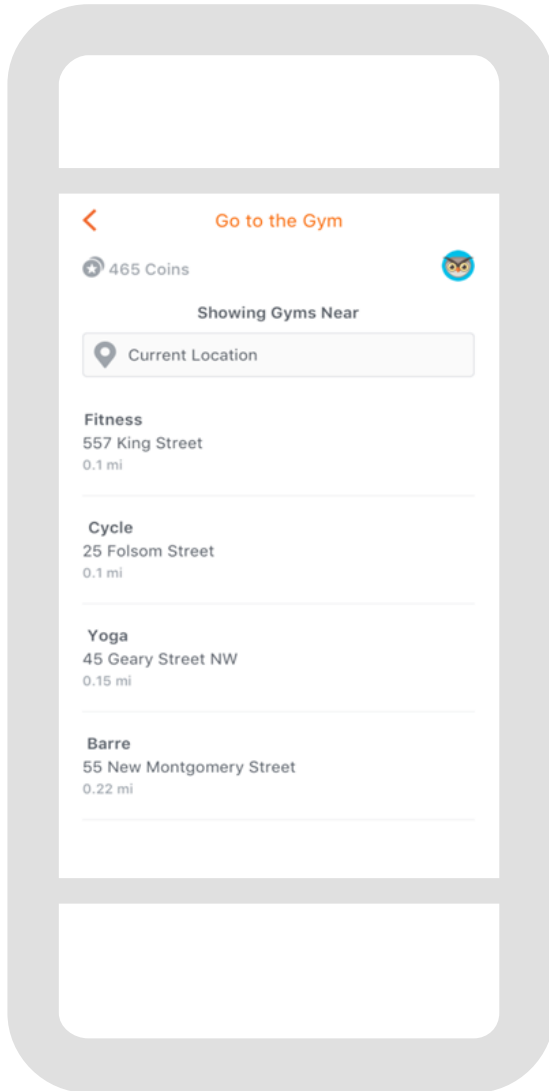 Go to the Gym
465 Coins
Showing Gyms Near
Current Location
Fitness
557 King Street
0.1 mi
Cycle
25 Folsom Street
0.1 mi
Yoga
45 Geary Street NW
0.15 mi
Barre
55 New Montgomery Street
0.22 mi